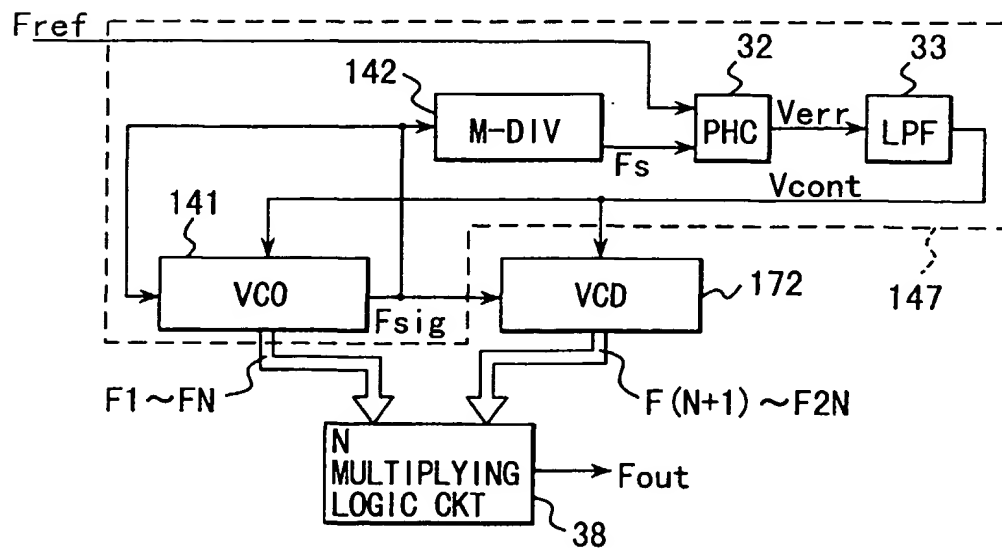 Fref
32
33
142
M-DIV
PHC
Verr
LPF
Fs
Vcont
141
VCO
VCD
172
147
Fsig
F1~FN
F(N+1)~F2N
N
MULTIPLYING
LOGIC CKT
Fout
38